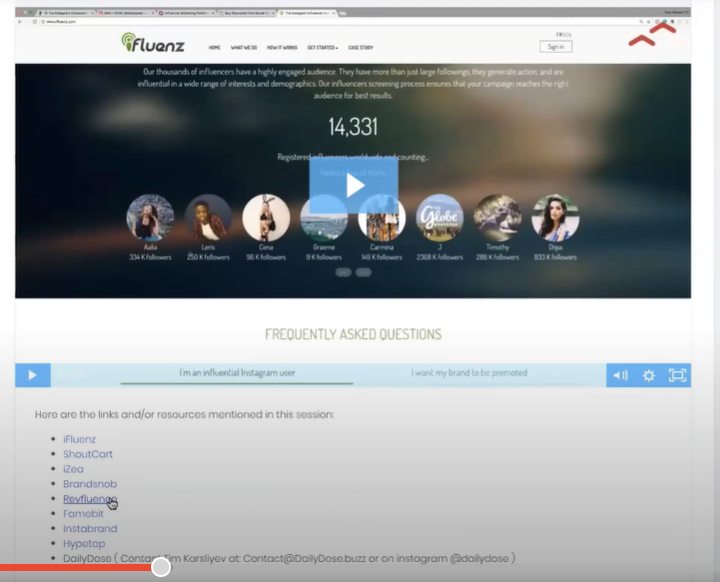 www.ifluenz.com
iFluenz
HOME WHAT WE DO HOW IT WORKS GET STARTED CASE STUDY
Sign in
Our thousands of influencers have a highly engaged audience. They have more than just large followings, they generate action, and are
influential in a wide range of interests and demographics. Our influencers screening process ensures that your campaign reaches the right
audience for best results.
14,331
Registered influencers worldwide and counting...
Aalia Leris Cena Graeme Carmina J Timothy Diipa
334 K followers 250 K followers 96 K followers 9 K followers 149 K followers 2368 K followers 286 K followers 833 K followers
Globe
FREQUENTLY ASKED QUESTIONS
I'm an influential Instagram user I want my brand to be promoted
Here are the links and/or resources mentioned in this session:
iFluenz
ShoutCart
iZea
Brandsnob
Revfluence
Famebit
Instabrand
Hypetap
DailyDose ( Contact Tim Karsliyev at: Contact@DailyDose.buzz or on instagram @dailydose )